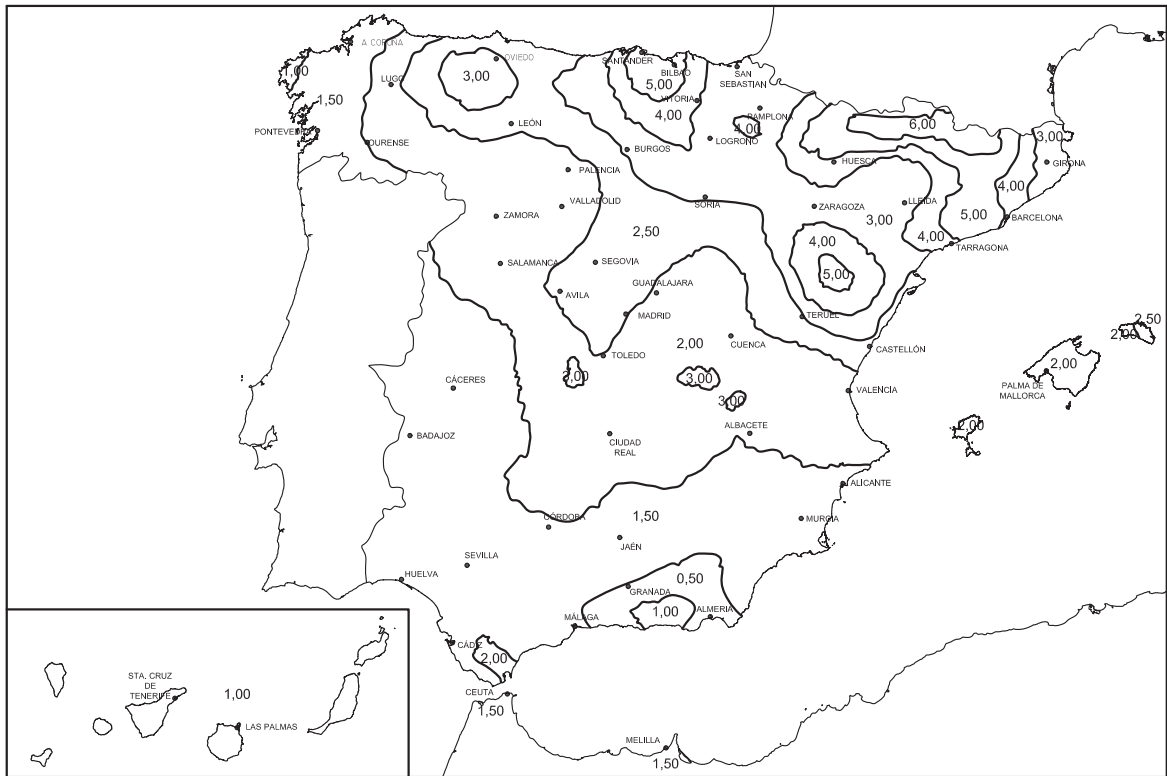 A CORUÑA
OVIEDO
SANTANDER
BILBAO
SAN
SEBASTIAN
1,00
LUGO
3,00
5,00
1,50
VITORIA
4,00
PAMPLONA
4,00
6,00
PONTEVEDRA
LEÓN
LOGROÑO
3,00
OURENSE
BURGOS
HUESCA
GIRONA
PALENCIA
4,00
ZAMORA
VALLADOLID
SORIA
ZARAGOZA
LLEIDA
5,00
BARCELONA
3,00
2,50
4,00
4,00
TARRAGONA
SALAMANCA
SEGOVIA
5,00
AVILA
GUADALAJARA
MADRID
TERUEL
2,50
2,00
TOLEDO
2,00
CUENCA
CASTELLÓN
2,00
3,00
3,00
CÁCERES
VALENCIA
PALMA DE
MALLORCA
3,00
BADAJOZ
CIUDAD
REAL
ALBACETE
2,00
ALICANTE
CÓRDOBA
1,50
MURCIA
JAÉN
SEVILLA
HUELVA
GRANADA
0,50
MÁLAGA
1,00
ALMERIA
CÁDIZ
2,00
STA. CRUZ
DE
TENERIFE
1,00
CEUTA
1,50
LAS PALMAS
MELILLA
1,50